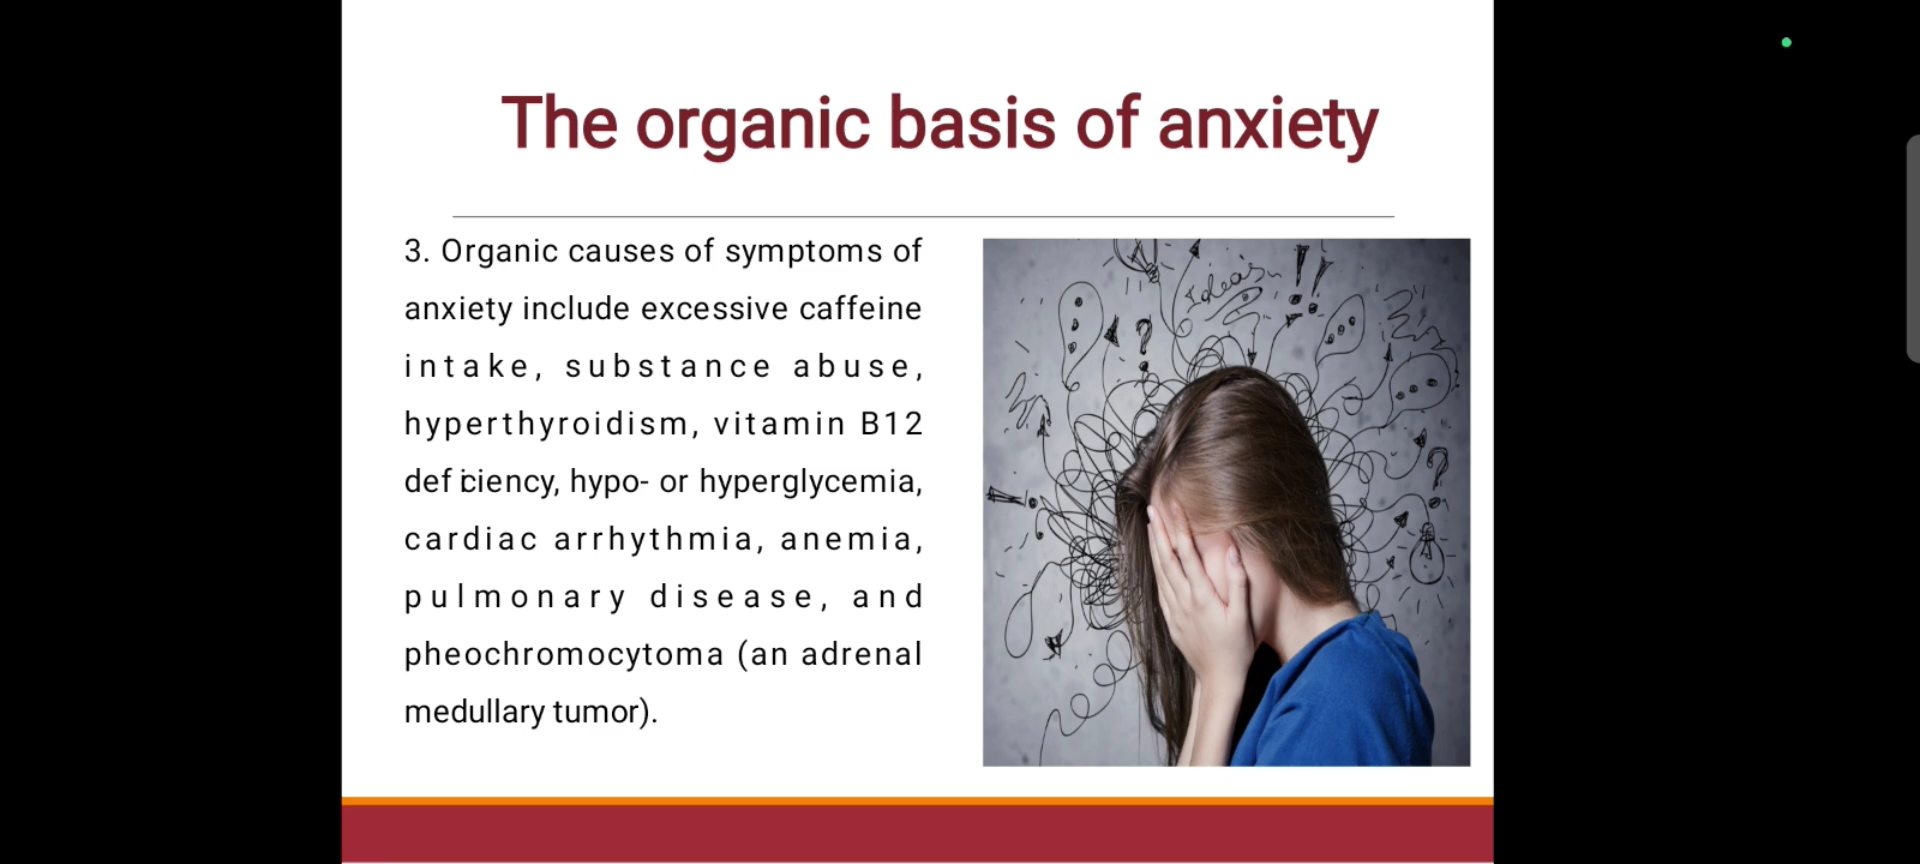 The organic basis of anxiety
3. Organic causes of symptoms of
anxiety include excessive caffeine
intake, substance abuse,
hyperthyroidism, vitamin B12
deficiency, hypo- or hyperglycemia,
cardiac arrhythmia, anemia,
pulmonary disease, and
pheochromocytoma (an adrenal
medullary tumor).
Ideas